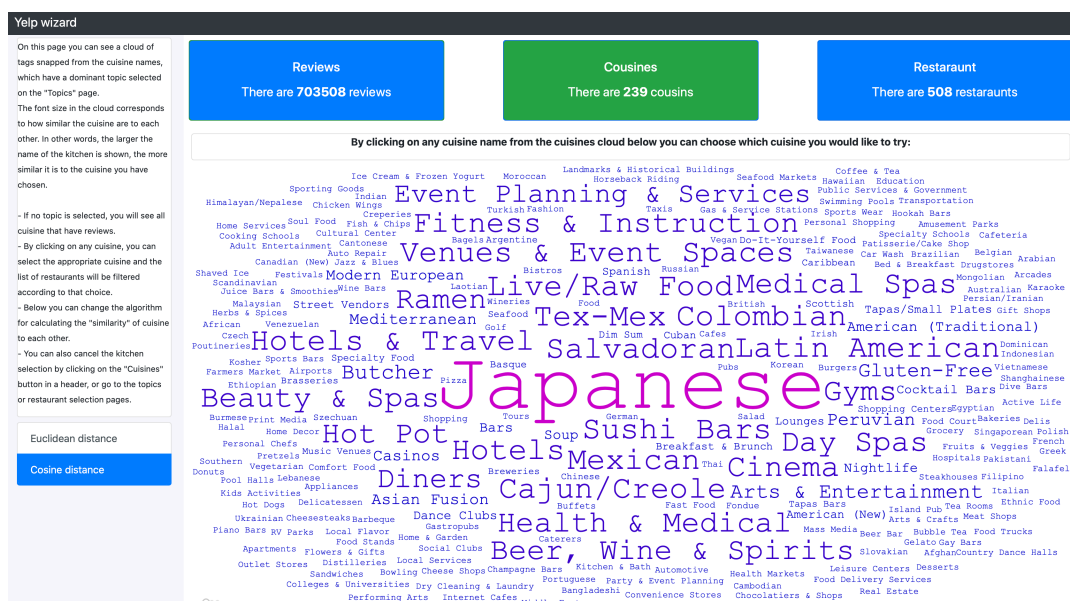 Yelp wizard
On this page you can see a cloud of
tags snapped from the cuisine names,
which have a dominant topic selected
on the "Topics" page.
The font size in the cloud corresponds
to how similar the cuisine are to each
other. In other words, the larger the
name of the kitchen is shown, the more
similar it is to the cuisine you have
chosen.
- If no topic is selected, you will see all
cuisine that have reviews.
- By clicking on any cuisine, you can
select the appropriate cuisine and the
list of restaurants will be filtered
according to that choice.
- Below you can change the algorithm
for calculating the "similarity" of cuisine
to each other.
- You can also cancel the kitchen
selection by clicking on the "Cuisines"
button in a header, or go to the topics
or restaurant selection pages.
Euclidean distance
Cosine distance
Reviews
There are 703508 reviews
Cousines
There are 239 cousins
Restaraunt
There are 508 restaraunts
By clicking on any cuisine name from the cuisines cloud below you can choose which cuisine you would like to try:
Landmarks & Historical Buildings
Coffee & Tea
Ice Cream & Frozen Yogurt
Moroccan
Horseback Riding
Seafood Markets
Hawaiian
Education
Sporting Goods
Indian
Event Planning & Services
Public Services & Government
Himalayan/Nepalese
Chicken Wings
Swimming Pools
Transportation
Creperies
Turkish
Fashion
Taxis
Gas & Service Stations
Sports Wear
Hookah Bars
Home Services
Soul Food
Fish & Chips
Fitness & Instruction
Personal Shopping
Amusement Parks
Cooking Schools
Cultural Center
Specialty Schools
Cafeteria
Adult Entertainment
Cantonese
Bagels
Argentine
Vegan
Do-It-Yourself Food
Patisserie/Cake Shop
Auto Repair
Venues & Event Spaces
Taiwanese
Car Wash
Brazilian
Belgian
Canadian (New)
Jazz & Blues
Caribbean
Bed & Breakfast
Drugstores
Arabian
Shaved Ice
Festivals
Modern European
Bistros
Spanish
Russian
Mongolian
Arcades
Scandinavian
Juice Bars & Smoothies
Wine Bars
Laotian
Live/Raw Food
Medical Spas
Australian
Karaoke
Malaysian
Street Vendors
Ramen
Wineries
Food
British
Scottish
Persian/Iranian
Herbs & Spices
Seafood
Tapas/Small Plates
Gift Shops
African
Venezuelan
Mediterranean
Golf
Tex-Mex
Colombian
American (Traditional)
Czech
Poutineries
Hotels & Travel
Dim Sum
Cuban
Cafes
Irish
Salvadoran
Latin American
Dominican
Indonesian
Kosher
Sports Bars
Specialty Food
Basque
Pubs
Korean
Burgers
Gluten-Free
Vietnamese
Farmers Market
Airports
Butcher
Pizza
Japanese
Shanghainese
Ethiopian
Brasseries
Gyms
Cocktail Bars
Dive Bars
Beauty & Spas
Active Life
Burmese
Print Media
Szechuan
Shopping
Tours
German
Salad
Shopping Centers
Egyptian
Halal
Home Decor
Hot Pot
Bars
Soup
Sushi Bars
Lounges
Peruvian
Food Court
Bakeries
Delis
Personal Chefs
Grocery
Singaporean
Polish
Pretzels
Music Venues
Casinos
Hotels
Breakfast & Brunch
Day Spas
Fruits & Veggies
French
Greek
Southern
Vegetarian
Comfort Food
Mexican
Thai
Cinema
Nightlife
Hospitals
Pakistani
Falafel
Donuts
Pool Halls
Lebanese
Diners
Breweries
Chinese
Steakhouses
Filipino
Kids Activities
Appliances
Cajun/Creole
Arts & Entertainment
Italian
Hot Dogs
Delicatessen
Asian Fusion
Buffets
Fast Food
Fondue
Tapas Bars
Island Pub
Tea Rooms
Ethnic Food
Ukrainian
Cheesesteaks
Barbeque
Dance Clubs
Health & Medical
American (New)
Arts & Crafts
Meat Shops
Piano Bars
RV Parks
Local Flavor
Gastropubs
Mass Media
Beer Bar
Bubble Tea
Food Trucks
Food Stands
Home & Garden
Caterers
Gelato
Gay Bars
Apartments
Flowers & Gifts
Social Clubs
Beer, Wine & Spirits
Slovakian
Afghan
Country Dance Halls
Outlet Stores
Distilleries
Local Services
Sandwiches
Bowling
Cheese Shops
Champagne Bars
Kitchen & Bath
Automotive
Health Markets
Leisure Centers
Desserts
Colleges & Universities
Dry Cleaning & Laundry
Portuguese
Party & Event Planning
Cambodian
Food Delivery Services
Performing Arts
Internet Cafes
Bangladeshi
Convenience Stores
Chocolatiers & Shops
Real Estate